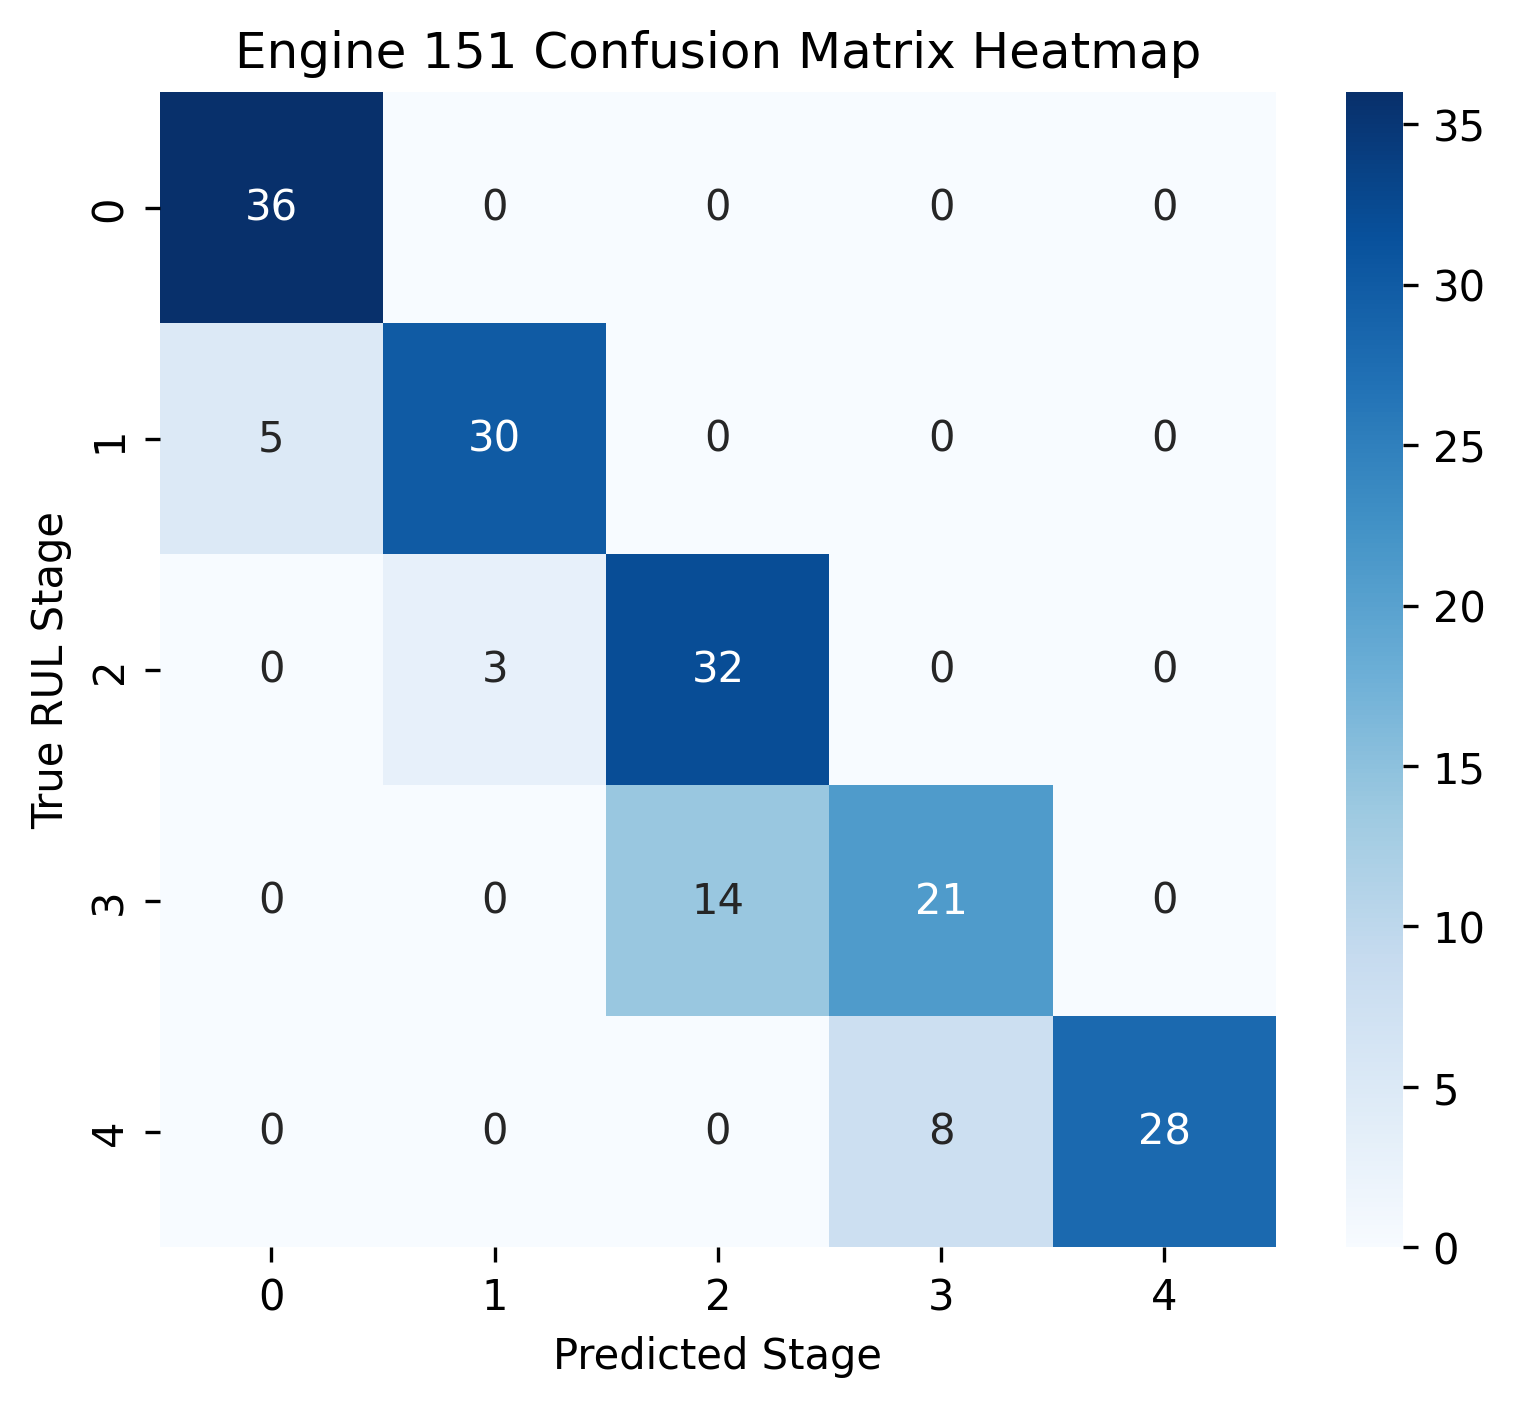 Engine 151 Confusion Matrix Heatmap
0 36 0 0 0 0
1 5 30 0 0 0
2 0 3 32 0 0
3 0 0 14 21 0
4 0 0 0 8 28
0 1 2 3 4
Predicted Stage
True RUL Stage
35
30
25
20
15
10
5
0